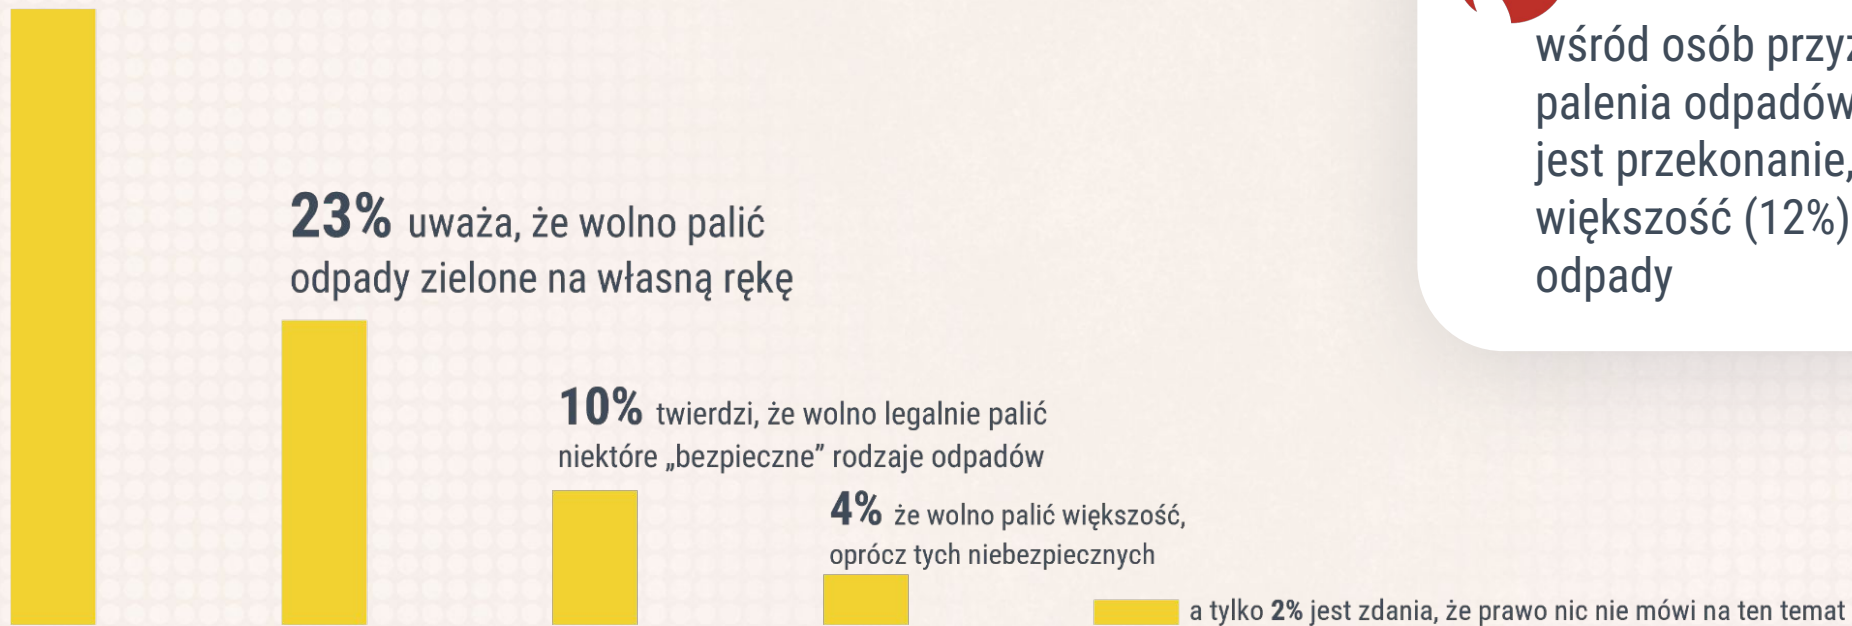 23% uważa, że wolno palić
odpady zielone na własną rękę
10% twierdzi, że wolno legalnie palić
niektóre „bezpieczne” rodzaje odpadów
4% że wolno palić większość,
oprócz tych niebezpiecznych
a tylko 2% jest zdania, że prawo nic nie mówi na ten temat
wśród osób
palenia odpadów
jest przekonanie,
większość (12%)
odpady